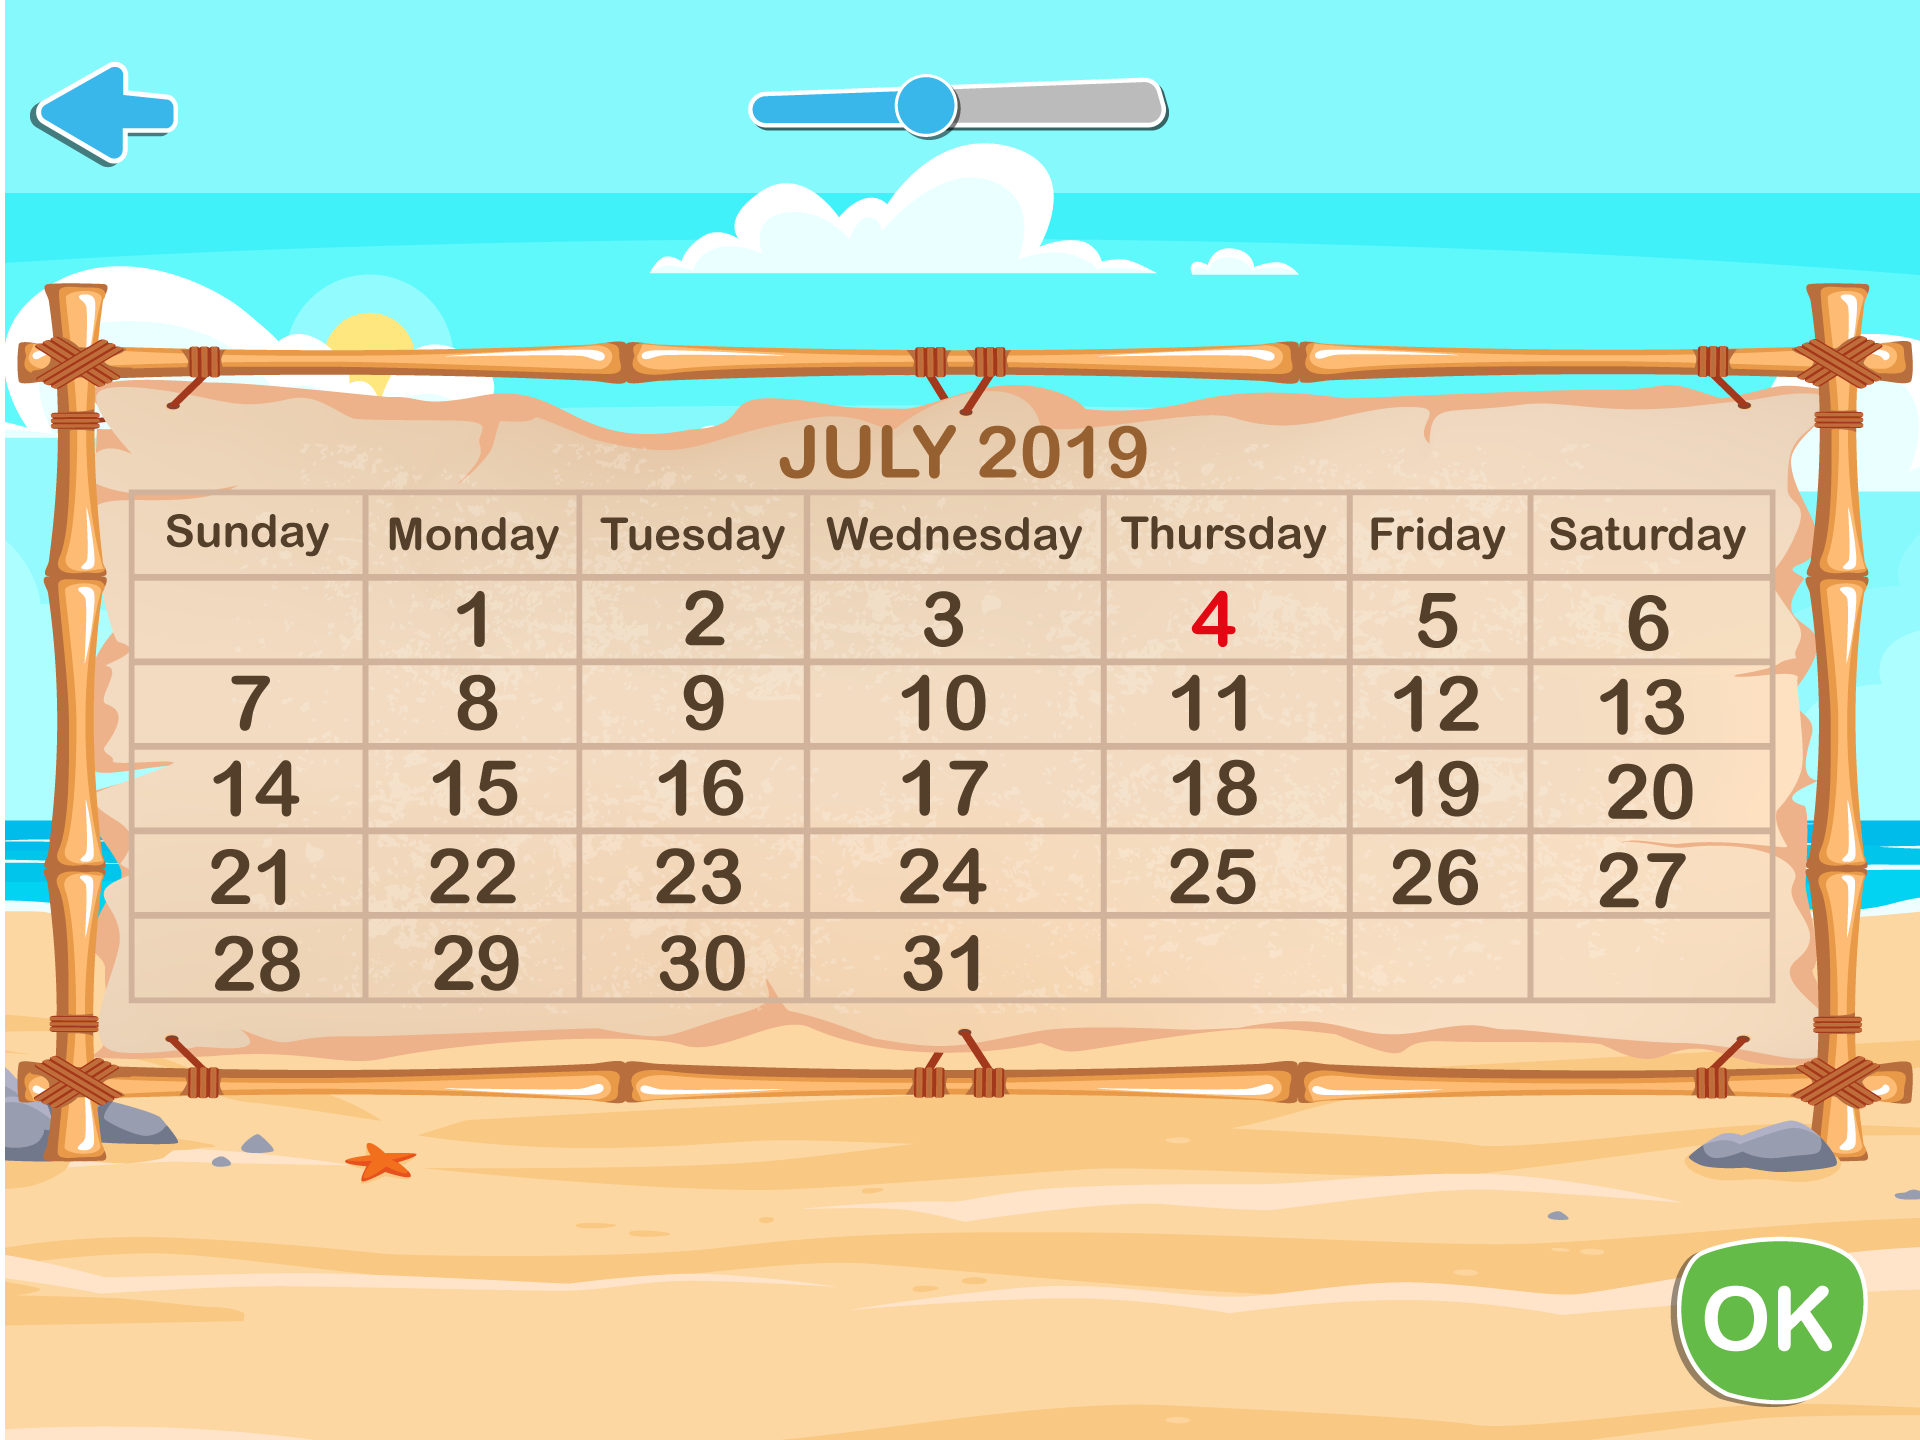 JULY 2019
Sunday Monday Tuesday Wednesday Thursday Friday Saturday
1 2 3 4 5 6
7 8 9 10 11 12 13
14 15 16 17 18 19 20
21 22 23 24 25 26 27
28 29 30 31
OK